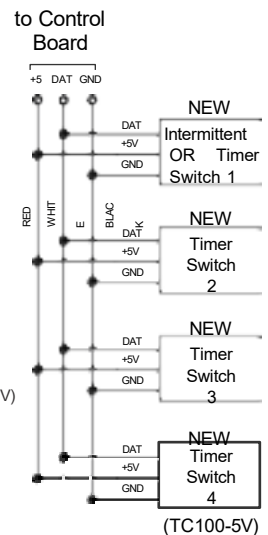 to Control
Board
+5 DAT GND
NEW
DAT
Intermittent
+5V
OR Timer
GND
Switch 1
RED
WHIT
E
BLAC
K
NEW
DAT
Timer
+5V
Switch
GND
2
NEW
DAT
Timer
+5V
Switch
GND
3
V)
NEW
DAT
Timer
+5V
Switch
GND
4
(TC100-5V)